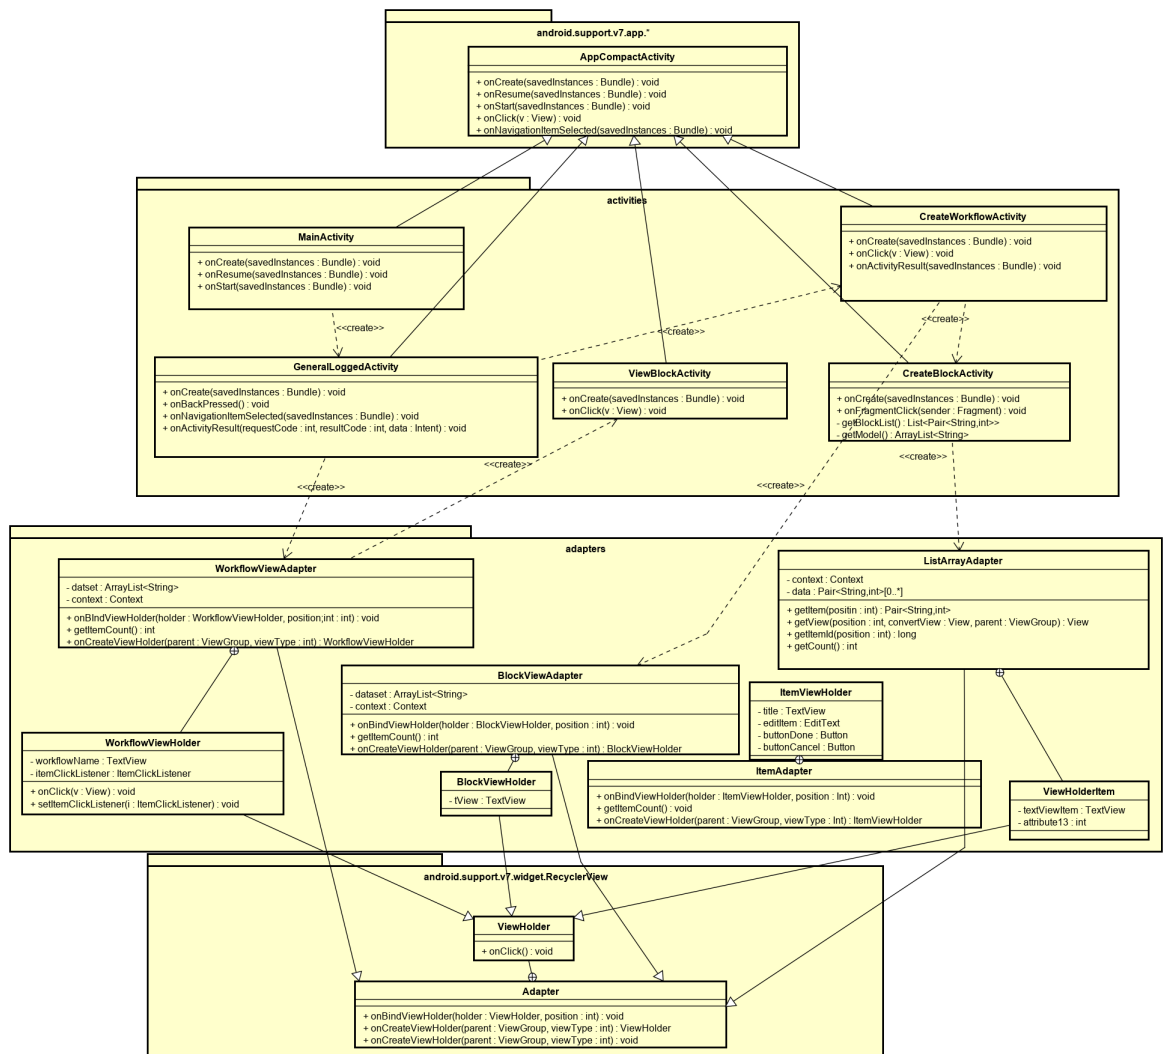 android.support.v7.app.*
AppCompactActivity
+ onCreate(savedInstances : Bundle) : void
+ onResume(savedInstances : Bundle) : void
+ onStart(savedInstances : Bundle) : void
+ onClick(v : View) : void
+ onNavigationItemSelected(savedInstances : Bundle) : void
activities
MainActivity
+ onCreate(savedInstances : Bundle) : void
+ onResume(savedInstances : Bundle) : void
+ onStart(savedInstances : Bundle) : void
CreateWorkflowActivity
+ onCreate(savedInstances : Bundle) : void
+ onClick(v : View) : void
+ onActivityResult(savedInstances : Bundle) : void
<<create>>
<<create>>
<<create>>
GeneralLoggedActivity
+ onCreate(savedInstances : Bundle) : void
+ onBackPressed() : void
+ onNavigationItemSelected(savedInstances : Bundle) : void
+ onActivityResult(requestCode : int, resultCode : int, data : Intent) : void
ViewBlockActivity
+ onCreate(savedInstances : Bundle) : void
+ onClick(v : View) : void
CreateBlockActivity
+ onCreate(savedInstances : Bundle) : void
+ onFragmentClick(sender : Fragment) : void
- getBlockList() : List<Pair<String,int>>
- getModel() : ArrayList<String>
<<create>>
<<create>>
<<create>>
<<create>>
adapters
WorkflowViewAdapter
- datset : ArrayList<String>
- context : Context
+ onBIndViewHolder(holder : WorkflowViewHolder, position;int : int) : void
+ getItemCount() : int
+ onCreateViewHolder(parent : ViewGroup, viewType : int) : WorkflowViewHolder
ListArrayAdapter
- context : Context
- data : Pair<String,int>[0..*]
+ getItem(positin : int) : Pair<String,int>
+ getView(position : int, convertView : View, parent : ViewGroup) : View
+ getItemId(position : int) : long
+ getCount() : int
BlockViewAdapter
- dataset : ArrayList<String>
- context : Context
+ onBindViewHolder(holder : BlockViewHolder, position : int) : void
+ getItemCount() : int
+ onCreateViewHolder(parent : ViewGroup, viewType : int) : BlockViewHolder
ItemViewHolder
- title : TextView
- editItem : EditText
- buttonDone : Button
- buttonCancel : Button
WorkflowViewHolder
- workflowName : TextView
- itemClickListener : ItemClickListener
+ onClick(v : View) : void
+ setItemClickListener(i : ItemClickListener) : void
BlockViewHolder
- tView : TextView
ItemAdapter
+ onBindViewHolder(holder : ItemViewHolder, position : Int) : void
+ getItemCount() : void
+ onCreateViewHolder(parent : ViewGroup, viewType : Int) : ItemViewHolder
ViewHolderItem
- textViewItem : TextView
- attribute13 : int
android.support.v7.widget.RecyclerView
ViewHolder
+ onClick() : void
Adapter
+ onBindViewHolder(holder : ViewHolder, position : int) : void
+ onCreateViewHolder(parent : ViewGroup, viewType : int) : ViewHolder
+ onCreateViewHolder(parent : ViewGroup, viewType : int) : void